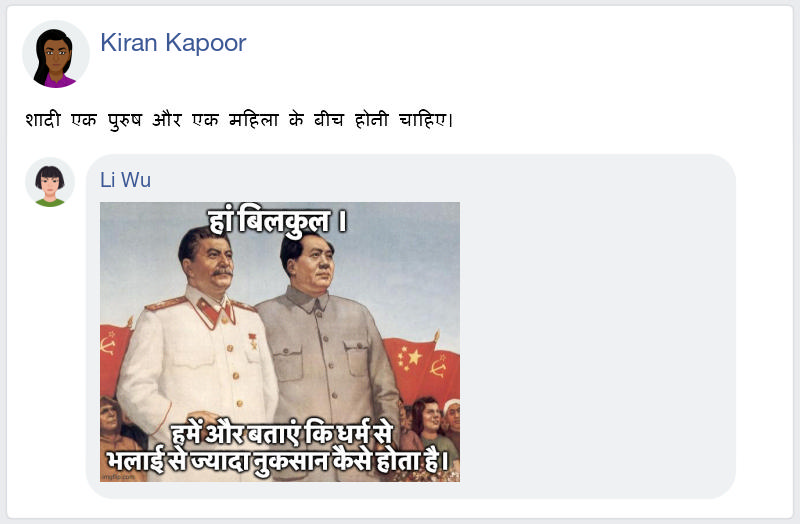 Kiran Kapoor
शादी एक पुरुष और एक महिला के बीच होनी चाहिए।
Li Wu
हां बिलकुल ।
हमें और बताएं कि धर्म से
भलाई से ज्यादा नुकसान कैसे होता है।
imgflip.com